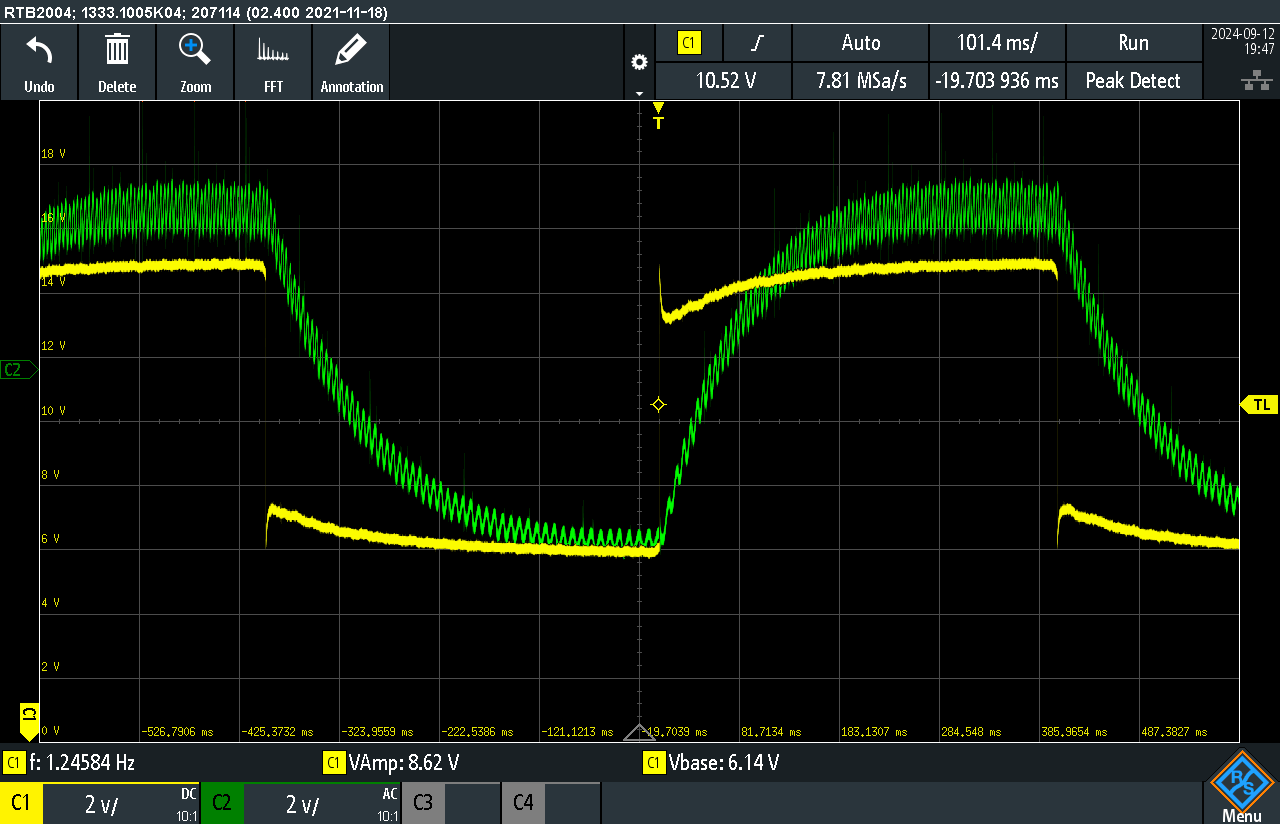 RTB2004; 1333.1005K04; 207114 (02.400 2021-11-18)
Undo Delete Zoom FFT Annotation
C1 Auto 101.4 ms/ Run
10.52 V 7.81 MSa/s -19.703 936 ms Peak Detect
2024-09-12
19:47
T
18 V
16 V
14 V
12 V
C2
10 V
TL
8 V
6 V
4 V
2 V
C1
0 V -526,7906 ms -425,3732 ms -323,9559 ms -222,5386 ms -121,1213 ms -19,7039 ms 81,7134 ms 183,1307 ms 284,548 ms 385,9654 ms 487,3827 ms
C1 f: 1.24584 Hz C1 VAmp: 8.62 V C1 Vbase: 6.14 V
C1 2 V/ DC 10:1 C2 2 V/ AC 10:1 C3 C4
R S
Menu